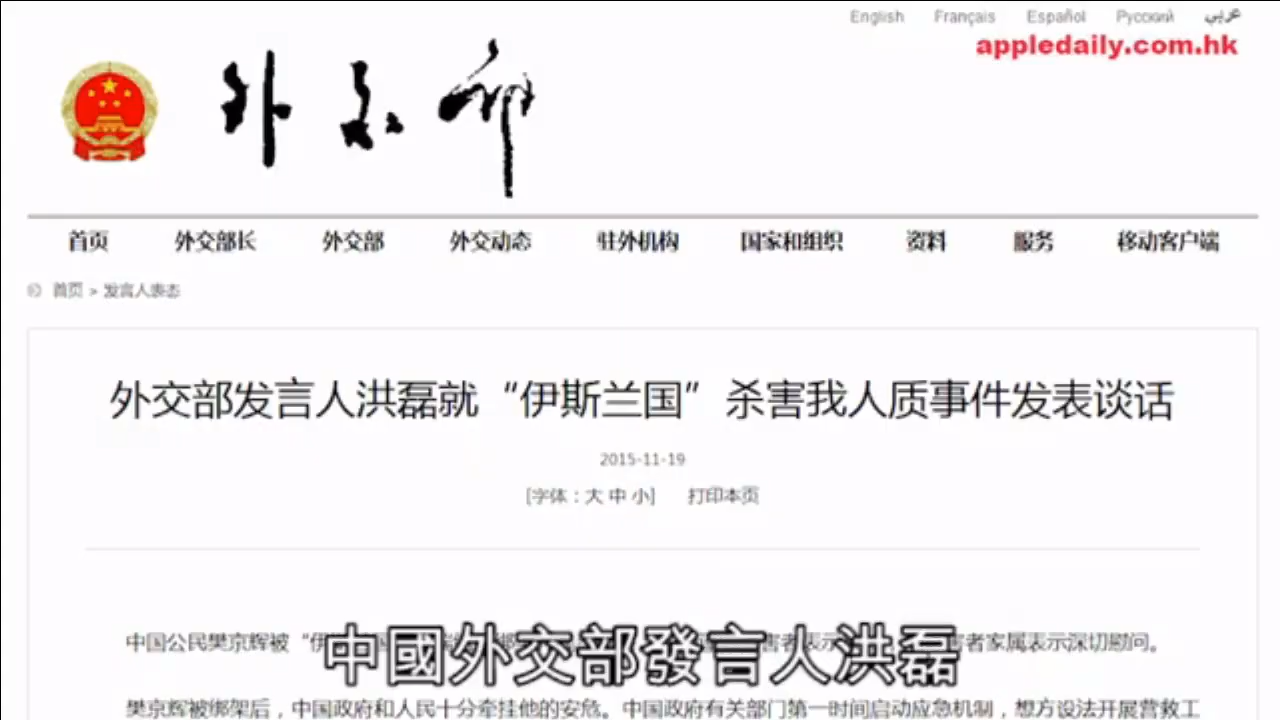 English Français Español Русский عربي
appledaily.com.hk
外交部
首页 外交部长 外交部 外交动态 驻外机构 国家和组织 资料 服务 移动客户端
首页 > 发言人表态
外交部发言人洪磊就“伊斯兰国”杀害我人质事件发表谈话
2015-11-19
[字体：大 中 小] 打印本页
中国公民樊京辉被“伊 害者表示 害者家属表示深切慰问。
中國外交部發言人洪磊
樊京辉被绑架后，中国政府和人民十分牵挂他的安危。中国政府有关部门第一时间启动应急机制，想方设法开展营救工